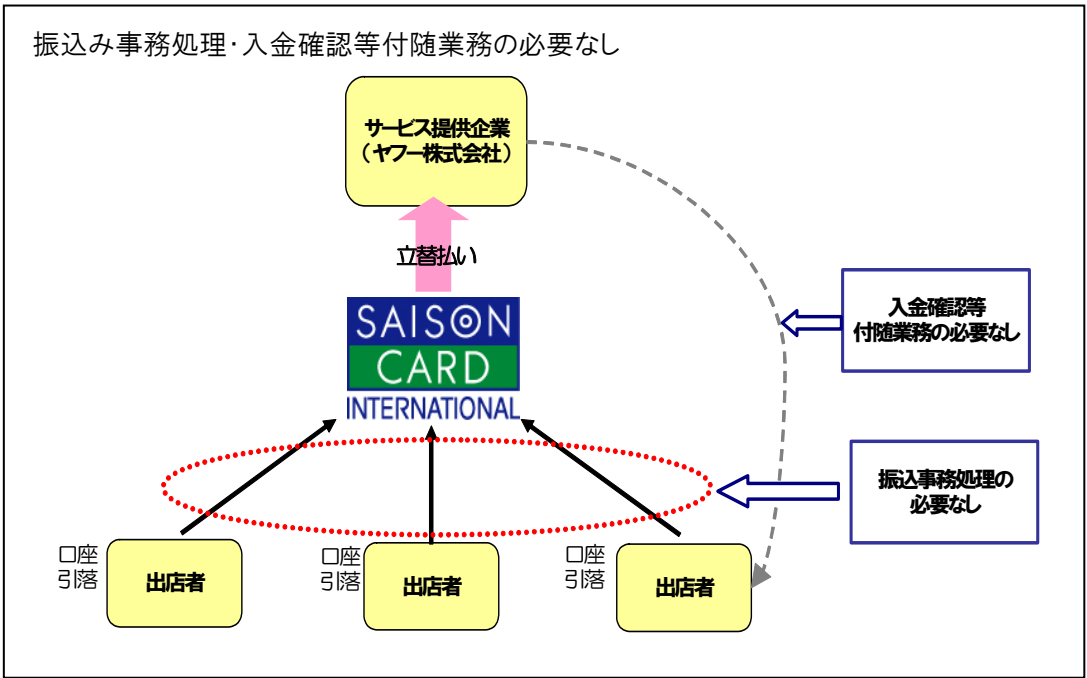 振込み事務処理・入金確認等付随業務の必要なし
サービス提供企業
（ヤフー株式会社）
立替払い
SAISON
CARD
INTERNATIONAL
入金確認等
付随業務の必要なし
振込事務処理の
必要なし
口座
引落
出店者
口座
引落
出店者
口座
引落
出店者